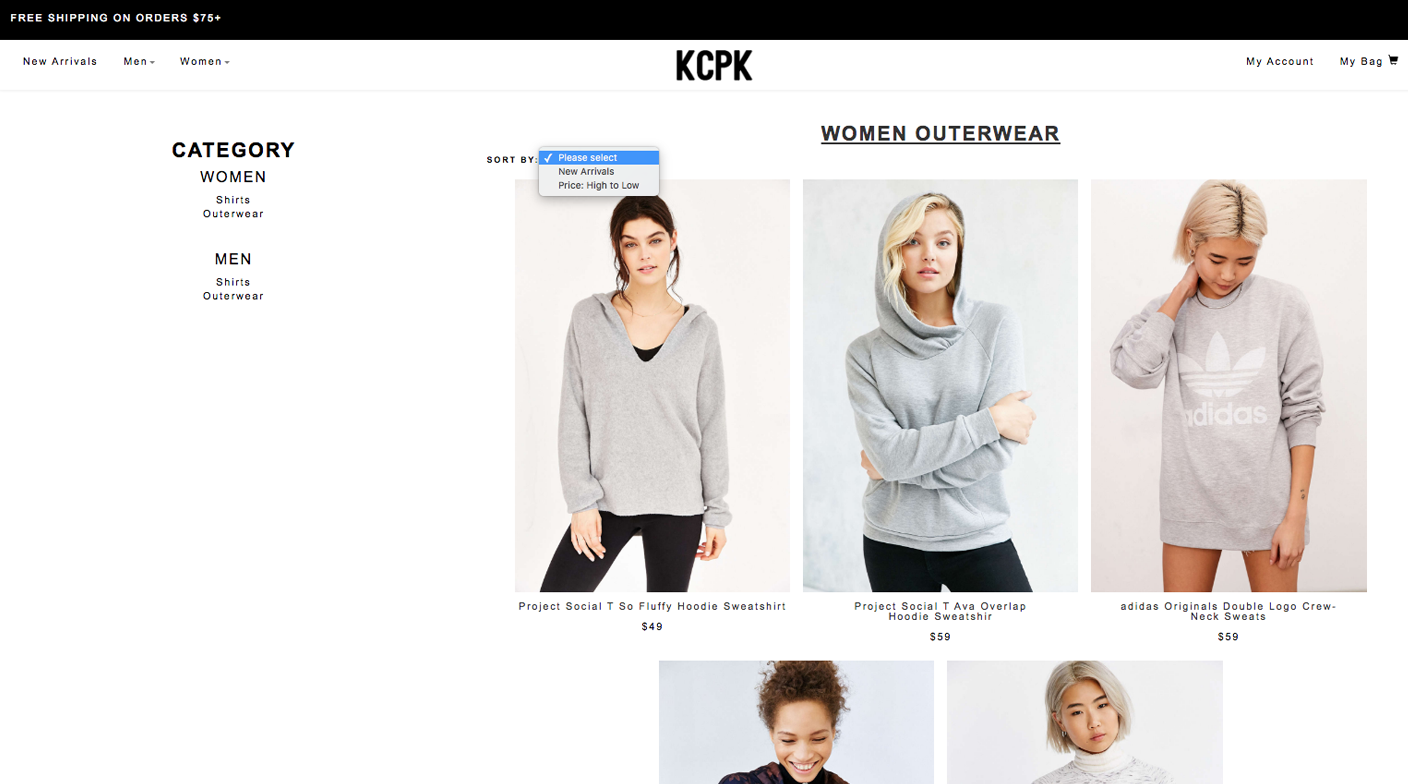 FREE SHIPPING ON ORDERS $75+
New Arrivals
Men
Women
KCPK
My Account
My Bag
WOMEN OUTERWEAR
CATEGORY
WOMEN
Shirts
Outerwear
MEN
Shirts
Outerwear
SORT BY:
✓ Please select
New Arrivals
Price: High to Low
adidas
Project Social T So Fluffy Hoodie Sweatshirt
$49
Project Social T Ava Overlap
Hoodie Sweatshir
$59
adidas Originals Double Logo Crew-
Neck Sweats
$59